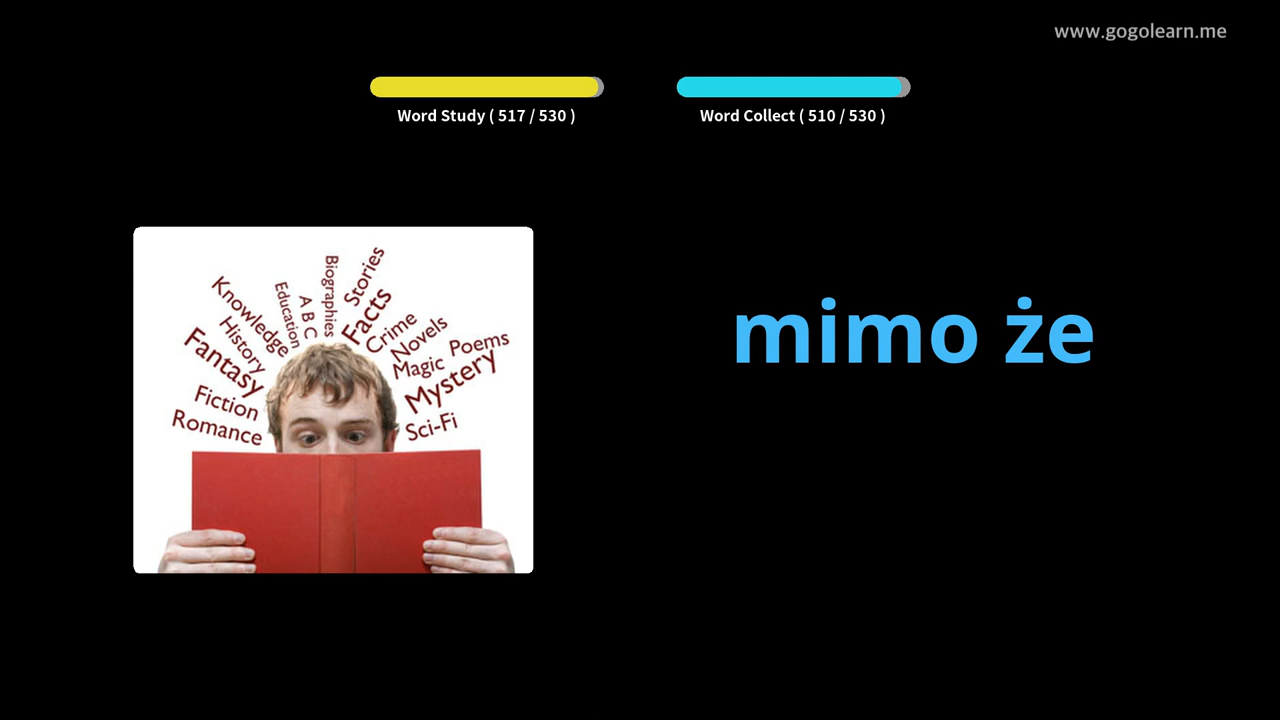 www.gogolearn.me
Word Study ( 517 / 530 )
Word Collect ( 510 / 530 )
Biographies
Stories
Education
A B C
Facts
Knowledge
Crime
History
Novels
Fantasy
Magic
Poems
Mystery
Fiction
Romance
Sci-Fi
mimo że